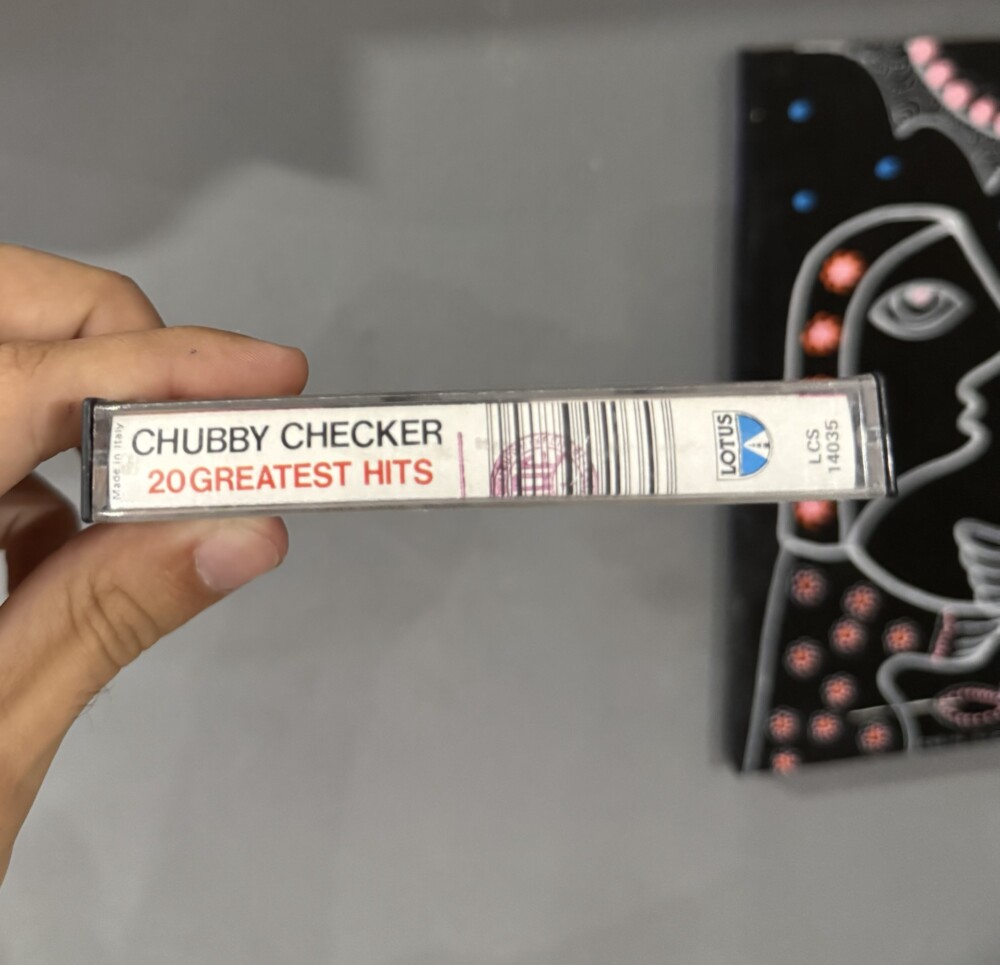 Made in Italy
CHUBBY CHECKER
20 GREATEST HITS
LOTUS
LCS
14035